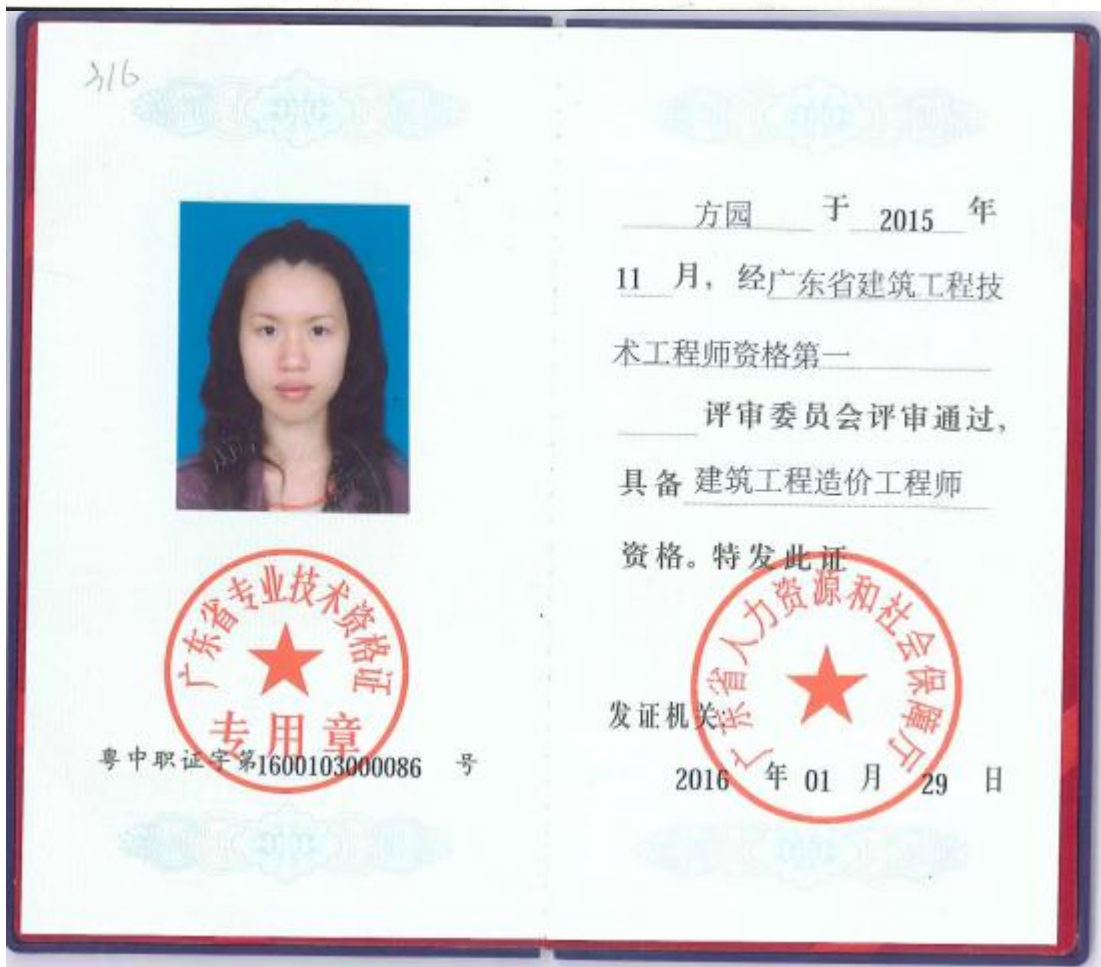 316
广东省专业技术资格证
专用章
粤中职证字第1600103000086 号
方园 于 2015 年
11 月，经广东省建筑工程技
术工程师资格第一
评审委员会评审通过，
具备 建筑工程造价工程师
资格。特发此证
广东省人力资源和社会保障厅
发证机关：
2016 年 01 月 29 日